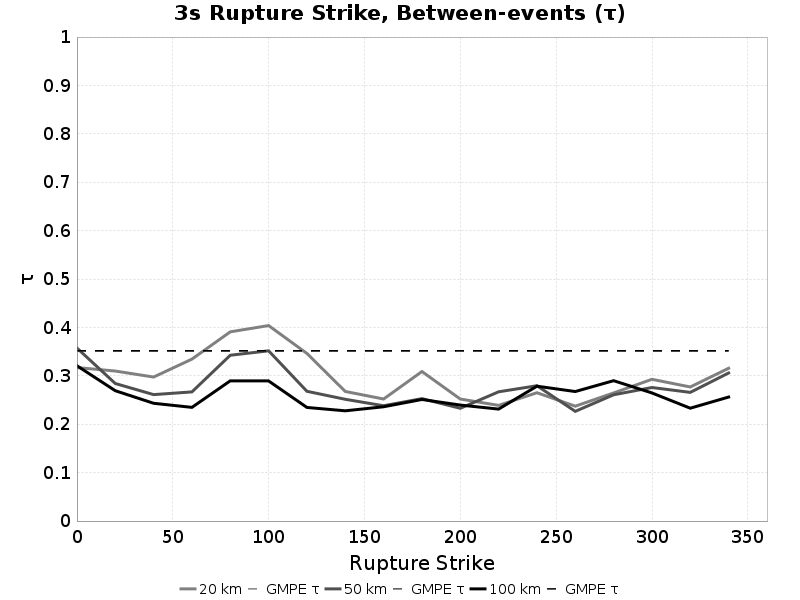 3s Rupture Strike, Between-events (τ)
1
0.9
0.8
0.7
0.6
0.5
0.4
0.3
0.2
0.1
0
τ
0 50 100 150 200 250 300 350
Rupture Strike
20 km GMPE τ 50 km GMPE τ 100 km GMPE τ